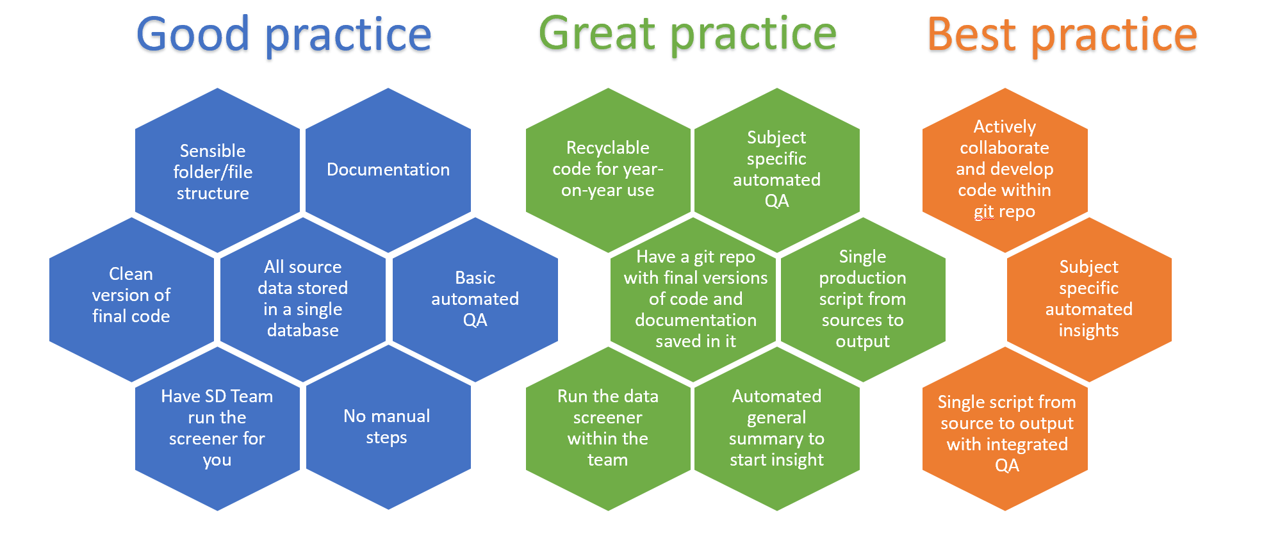 Good practice
Great practice
Best practice
Sensible
folder/file
structure
Documentation
Clean
version of
final code
All source
data stored
in a single
database
Basic
automated
QA
Have SD Team
run the
screener for
you
No manual
steps
Recyclable
code for year-
on-year use
Subject
specific
automated
QA
Have a git repo
with final versions
of code and
documentation
saved in it
Single
production
script from
sources to
output
Run the data
screener
within the
team
Automated
general
summary to
start insight
Actively
collaborate
and develop
code within
git repo
Subject
specific
automated
insights
Single script from
source to output
with integrated
QA